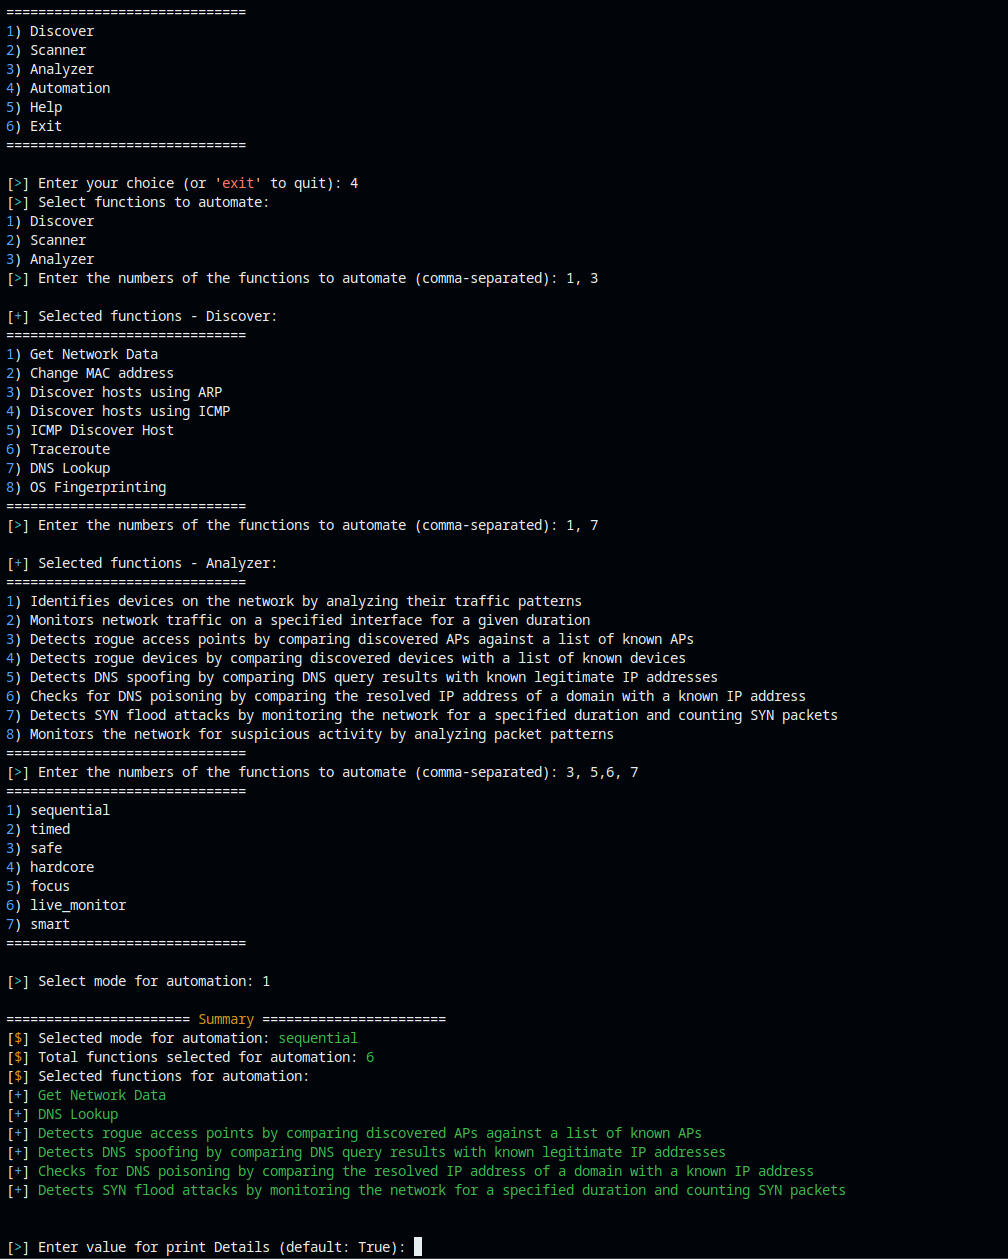 ==============================
1) Discover
2) Scanner
3) Analyzer
4) Automation
5) Help
6) Exit
==============================
[>] Enter your choice (or 'exit' to quit): 4
[>] Select functions to automate:
1) Discover
2) Scanner
3) Analyzer
[>] Enter the numbers of the functions to automate (comma-separated): 1, 3
[+] Selected functions - Discover:
==============================
1) Get Network Data
2) Change MAC address
3) Discover hosts using ARP
4) Discover hosts using ICMP
5) ICMP Discover Host
6) Traceroute
7) DNS Lookup
8) OS Fingerprinting
==============================
[>] Enter the numbers of the functions to automate (comma-separated): 1, 7
[+] Selected functions - Analyzer:
==============================
1) Identifies devices on the network by analyzing their traffic patterns
2) Monitors network traffic on a specified interface for a given duration
3) Detects rogue access points by comparing discovered APs against a list of known APs
4) Detects rogue devices by comparing discovered devices with a list of known devices
5) Detects DNS spoofing by comparing DNS query results with known legitimate IP addresses
6) Checks for DNS poisoning by comparing the resolved IP address of a domain with a known IP address
7) Detects SYN flood attacks by monitoring the network for a specified duration and counting SYN packets
8) Monitors the network for suspicious activity by analyzing packet patterns
==============================
[>] Enter the numbers of the functions to automate (comma-separated): 3, 5,6, 7
==============================
1) sequential
2) timed
3) safe
4) hardcore
5) focus
6) live_monitor
7) smart
==============================
[>] Select mode for automation: 1
======================= Summary =======================
[$] Selected mode for automation: sequential
[$] Total functions selected for automation: 6
[$] Selected functions for automation:
[+] Get Network Data
[+] DNS Lookup
[+] Detects rogue access points by comparing discovered APs against a list of known APs
[+] Detects DNS spoofing by comparing DNS query results with known legitimate IP addresses
[+] Checks for DNS poisoning by comparing the resolved IP address of a domain with a known IP address
[+] Detects SYN flood attacks by monitoring the network for a specified duration and counting SYN packets
[>] Enter value for print Details (default: True):